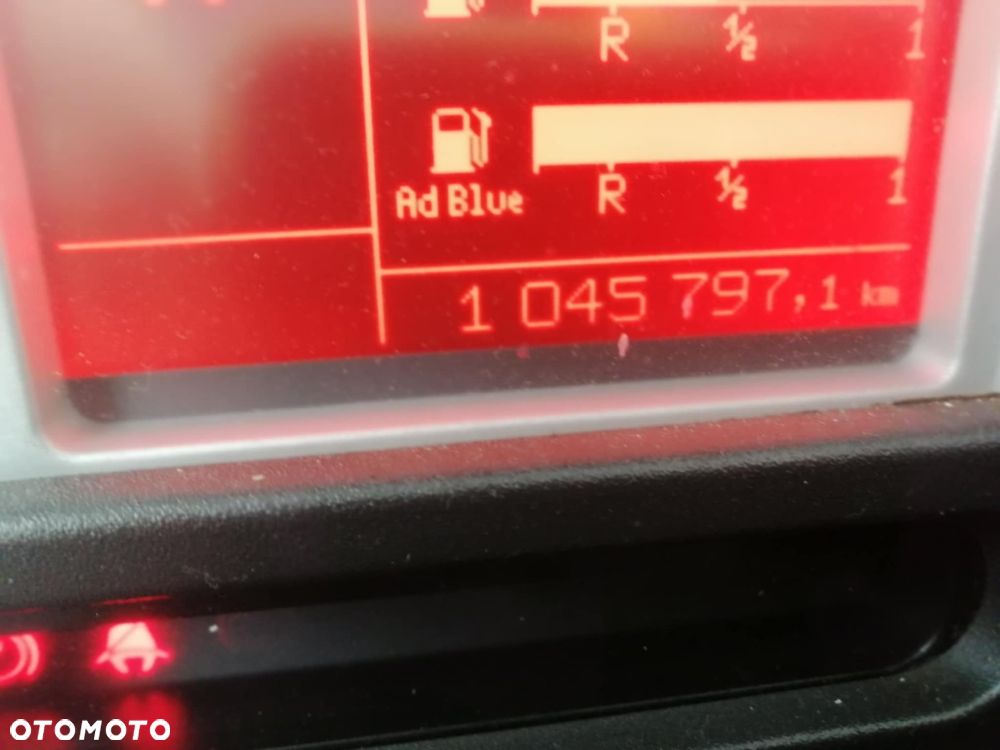 R ½ 1
Ad Blue
R ½ 1
1 045 797,1 km
OTOMOTO